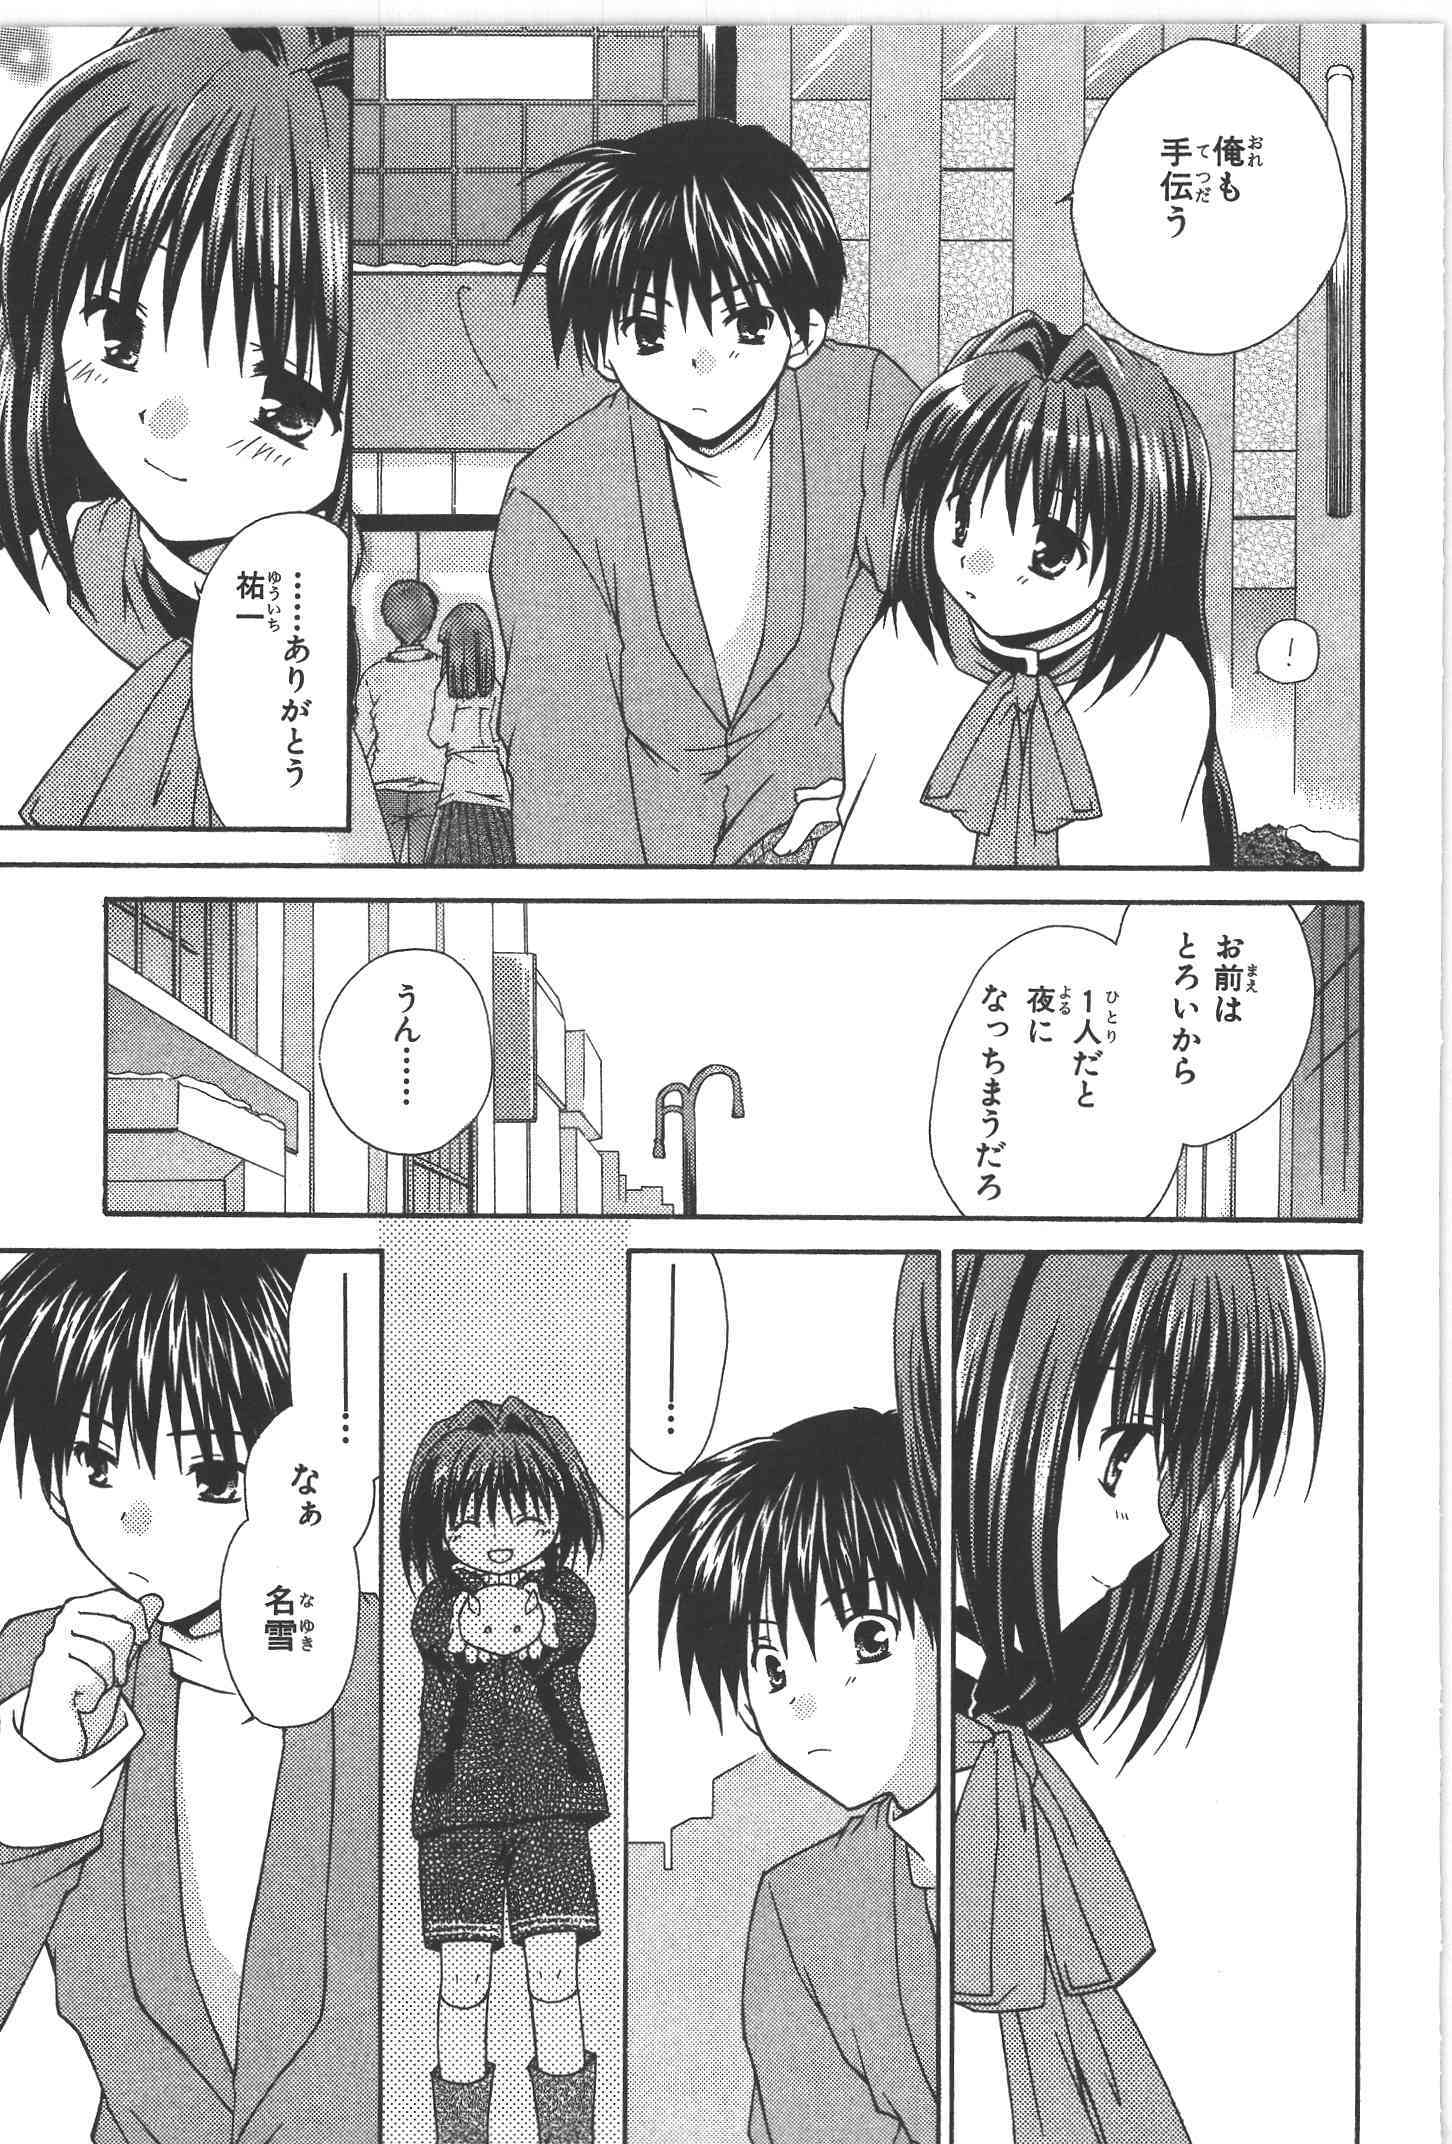 俺も
手伝う
！
……ありがとう
祐一
お前は
とろいから
1人だと
夜に
なっちまうだろ
うん……
――…
――…
なぁ
名雪